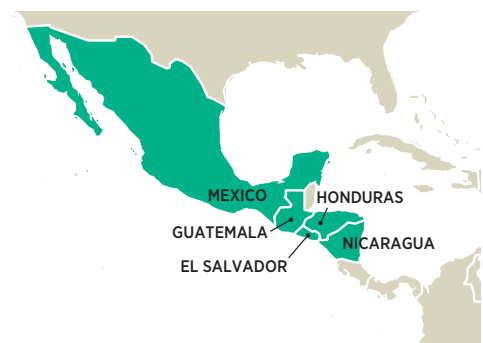 MEXICO
HONDURAS
GUATEMALA
NICARAGUA
EL SALVADOR